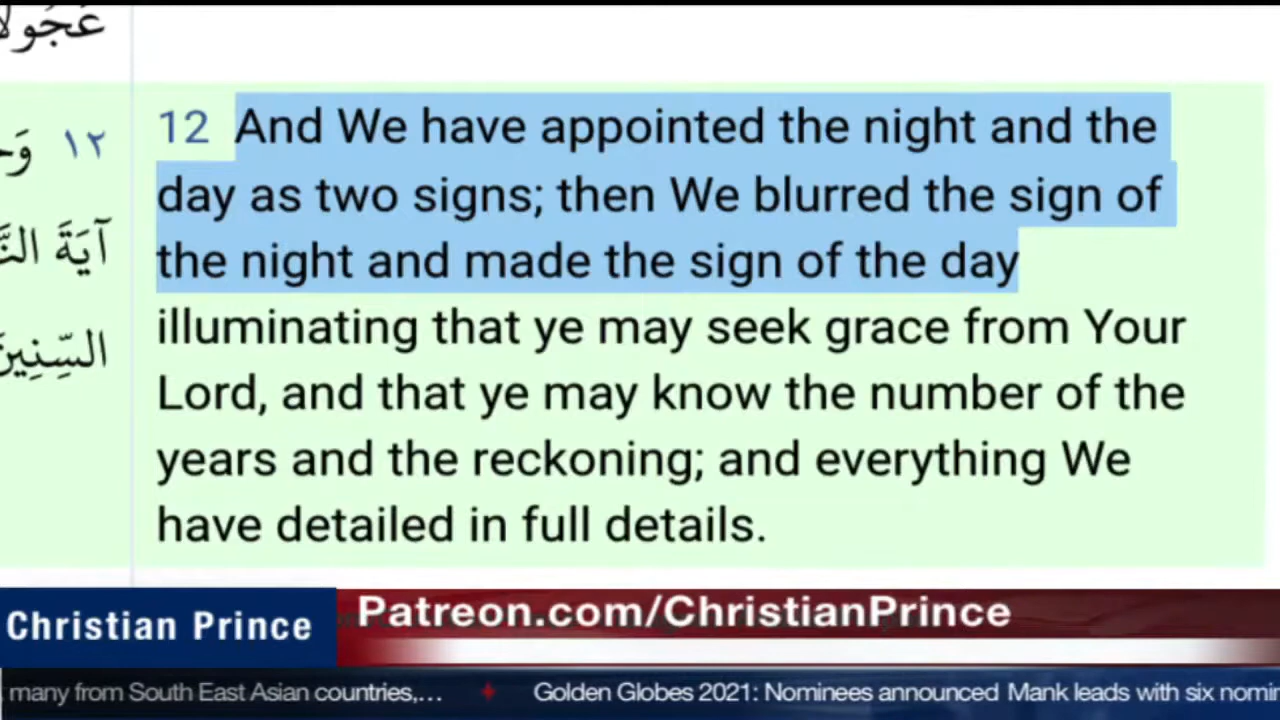 عَجُولًا
12 And We have appointed the night and the
١٢
day as two signs; then We blurred the sign of
آيَةَ
the night and made the sign of the day
illuminating that ye may seek grace from Your
السِّنِينَ
Lord, and that ye may know the number of the
years and the reckoning; and everything We
have detailed in full details.
Christian Prince
Patreon.com/ChristianPrince
many from South East Asian countries,... + Golden Globes 2021: Nominees announced Mank leads with six